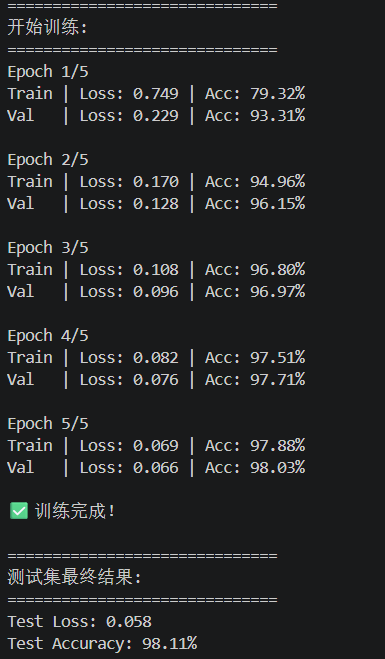 ==============================
开始训练:
==============================
Epoch 1/5
Train | Loss: 0.749 | Acc: 79.32%
Val   | Loss: 0.229 | Acc: 93.31%

Epoch 2/5
Train | Loss: 0.170 | Acc: 94.96%
Val   | Loss: 0.128 | Acc: 96.15%

Epoch 3/5
Train | Loss: 0.108 | Acc: 96.80%
Val   | Loss: 0.096 | Acc: 96.97%

Epoch 4/5
Train | Loss: 0.082 | Acc: 97.51%
Val   | Loss: 0.076 | Acc: 97.71%

Epoch 5/5
Train | Loss: 0.069 | Acc: 97.88%
Val   | Loss: 0.066 | Acc: 98.03%

✅ 训练完成！

==============================
测试集最终结果:
==============================
Test Loss: 0.058
Test Accuracy: 98.11%